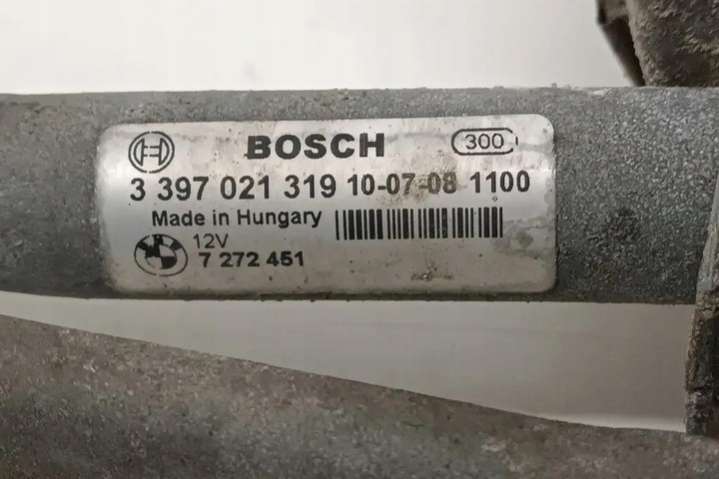 BOSCH 300
3 397 021 319 10-07-08 1100
Made in Hungary
12V
7 272 451